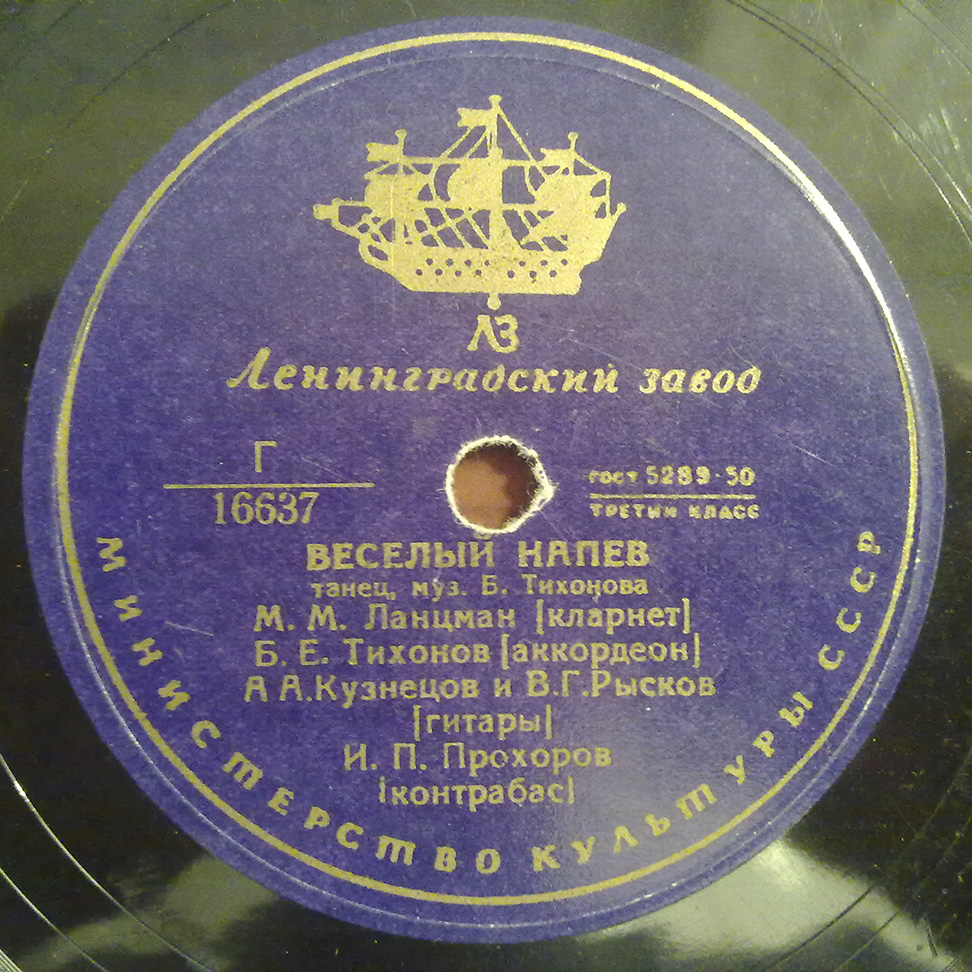 ЛЗ
Ленинградский завод
Г
16637
ГОСТ 5289-50
ТРЕТИЙ КЛАСС
ВЕСЕЛЫЙ НАПЕВ
танец, муз. Б. Тихонова
М. М. Ланцман [кларнет]
Б. Е. Тихонов [аккордеон]
А А.Кузнецов и В.Г.Рысков
[гитары]
И. П. Прохоров
[контрабас]
МИНИСТЕРСТВО КУЛЬТУРЫ СССР